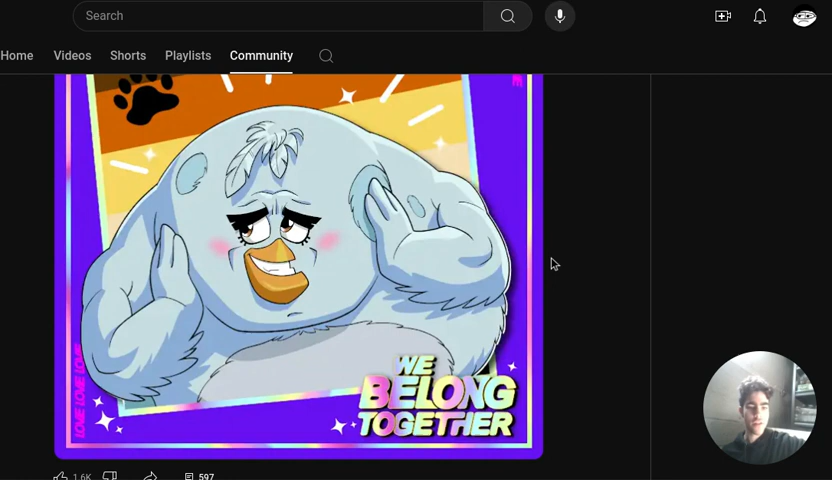 Search
Home Videos Shorts Playlists Community
LOVE LOVE LOVE
WE
BELONG
TOGETHER
1.6K 597